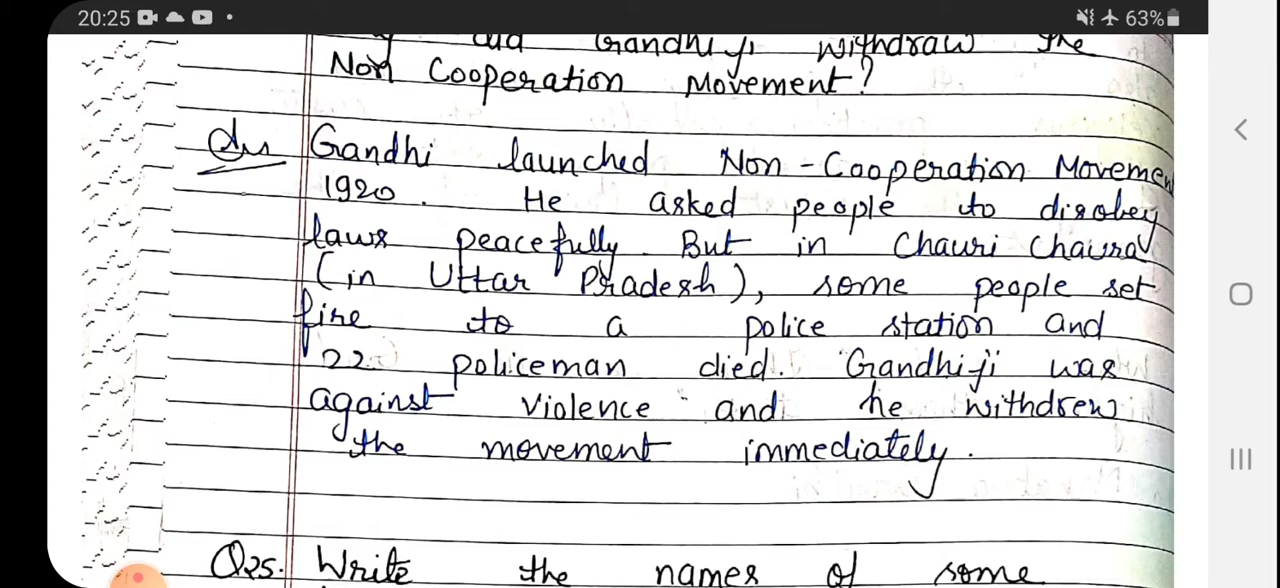 20:25 63%
did Gandhiji withdraw the
Non Cooperation Movement?
Ans Gandhi launched Non-Cooperation Movemen
1920. He asked people to disobey
laws peacefully. But in Chauri Chaura
(in Uttar Pradesh), some people set
fire to a police station and
22 policeman died. Gandhiji was
against violence and he withdrew
the movement immediately.
Q25. Write the names of some